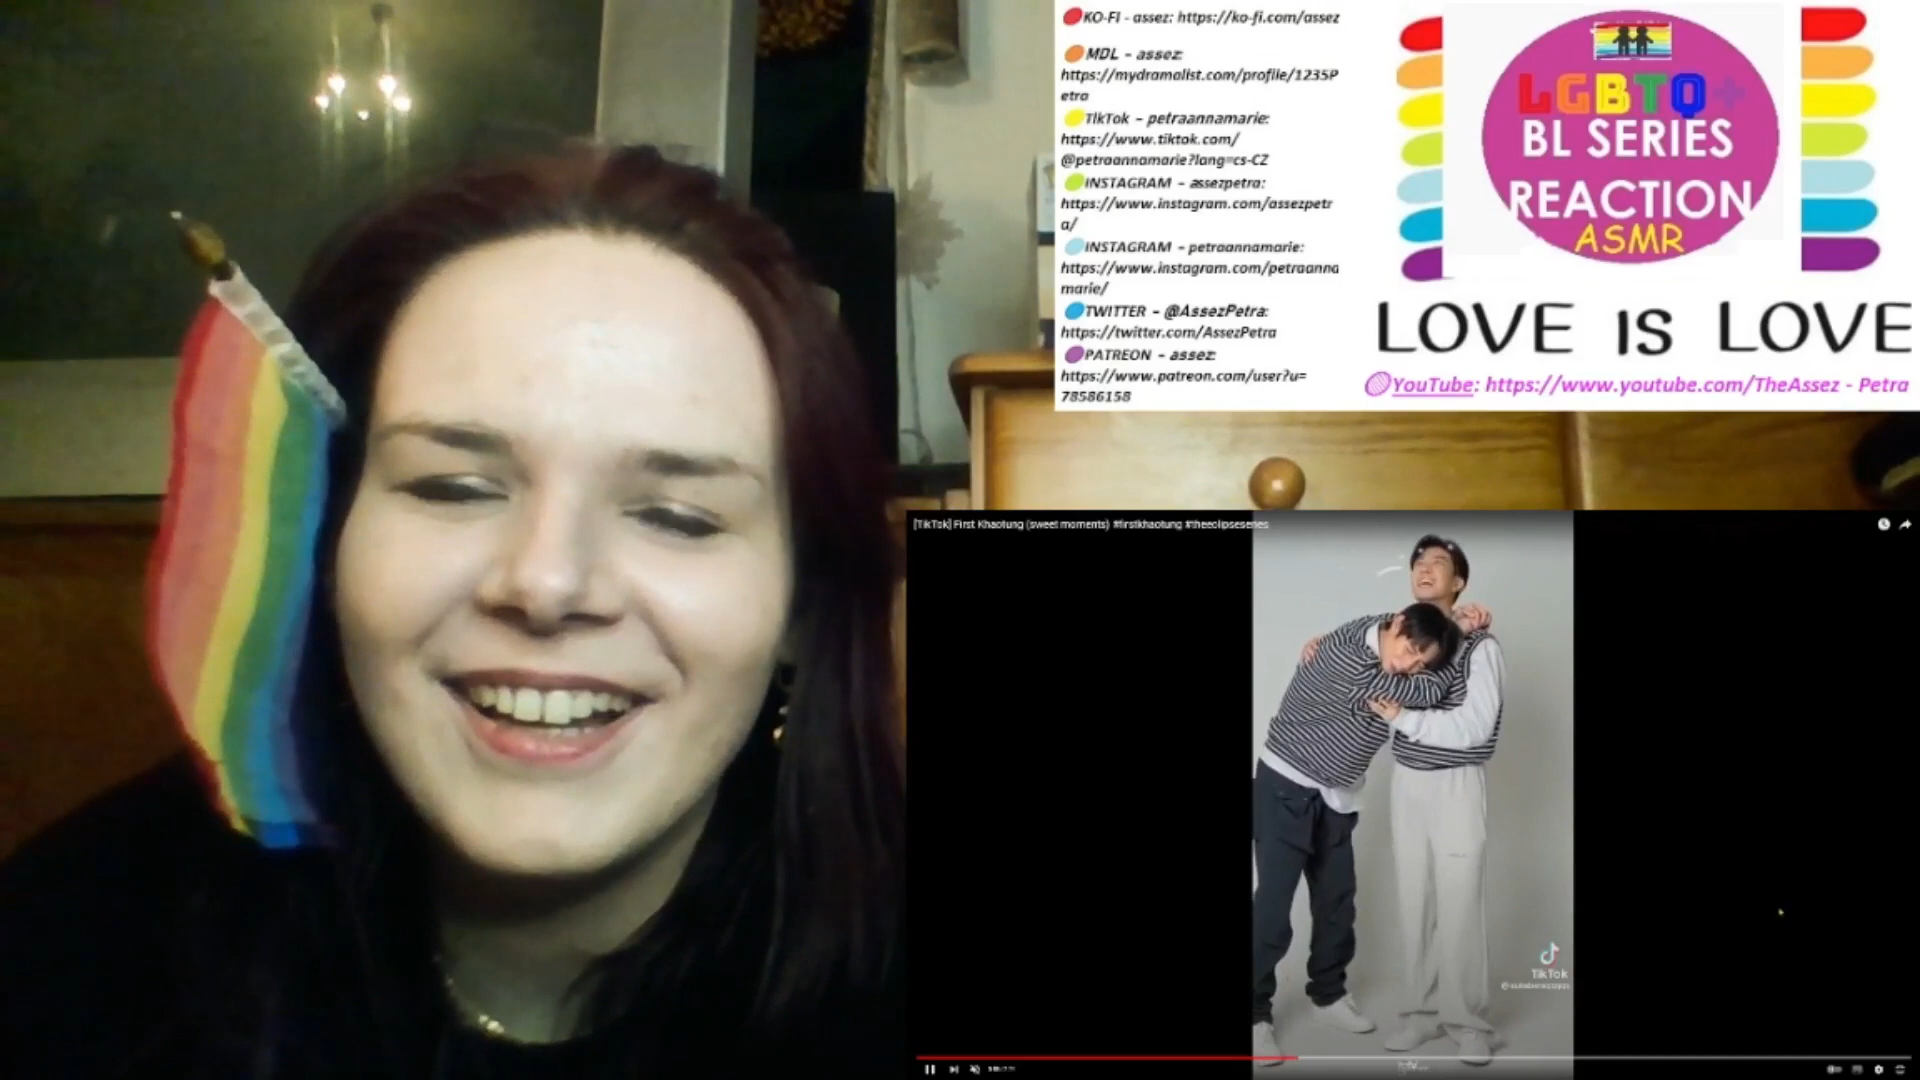 KO-FI - assez: https://ko-fi.com/assez
MDL – assez:
https://mydramalist.com/profile/1235P
etra
TikTok – petraannamarie:
https://www.tiktok.com/
@petraannamarie?lang=cs-CZ
INSTAGRAM – assezpetra:
https://www.instagram.com/assezpetr
a/
INSTAGRAM – petraannamarie:
https://www.instagram.com/petraanna
marie/
TWITTER – @AssezPetra:
https://twitter.com/AssezPetra
PATREON – assez:
https://www.patreon.com/user?u=
78586158
LGBTQ+
BL SERIES
REACTION
ASMR
LOVE IS LOVE
YouTube: https://www.youtube.com/TheAssez - Petra
[TikTok] First Khaotung (sweet moments) #firstkhaotung #theeclipseseries
TikTok